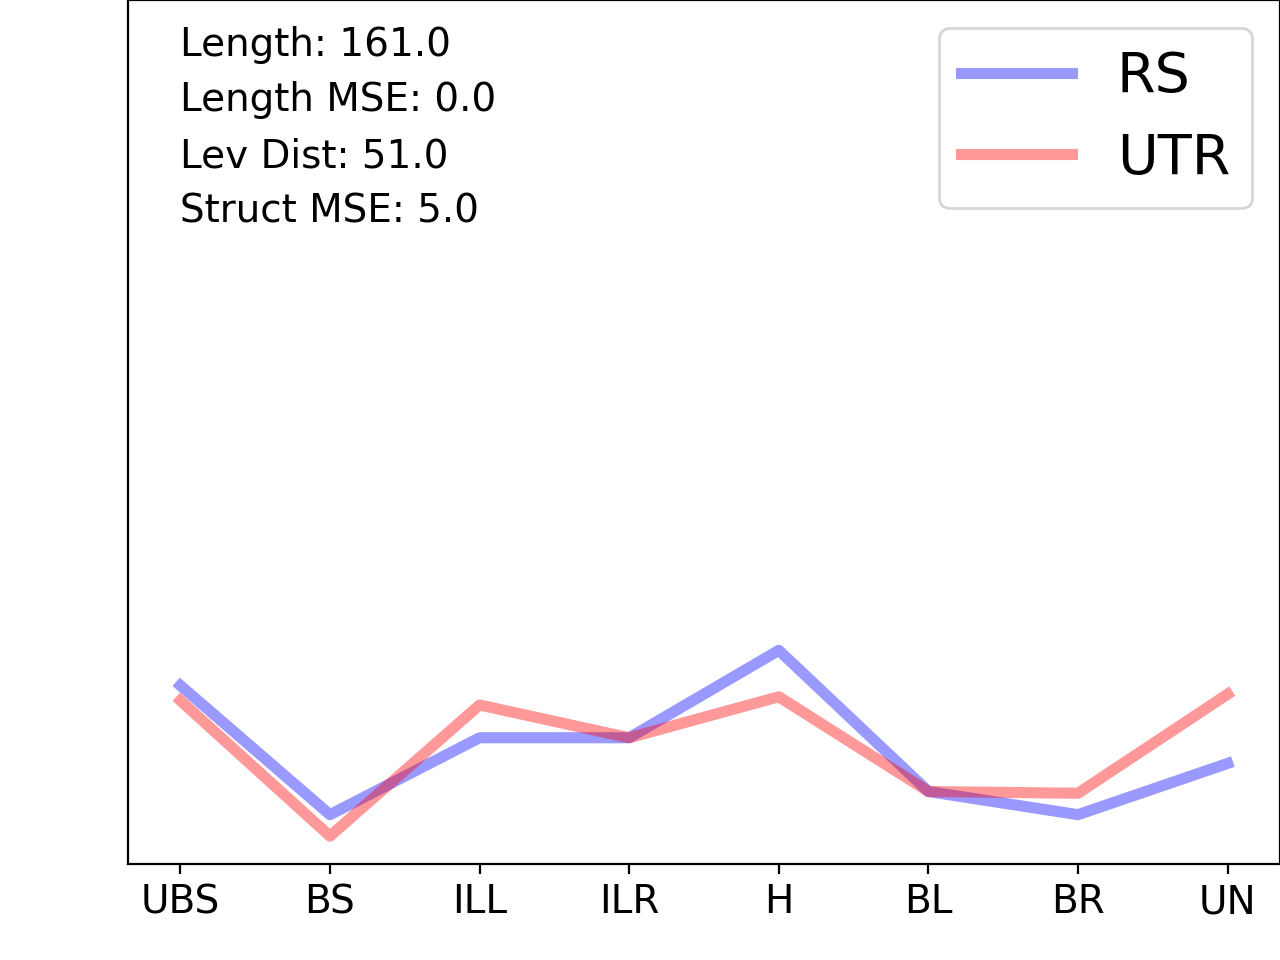 Length: 161.0
Length MSE: 0.0
Lev Dist: 51.0
Struct MSE: 5.0
RS
UTR
UBS BS ILL ILR H BL BR UN